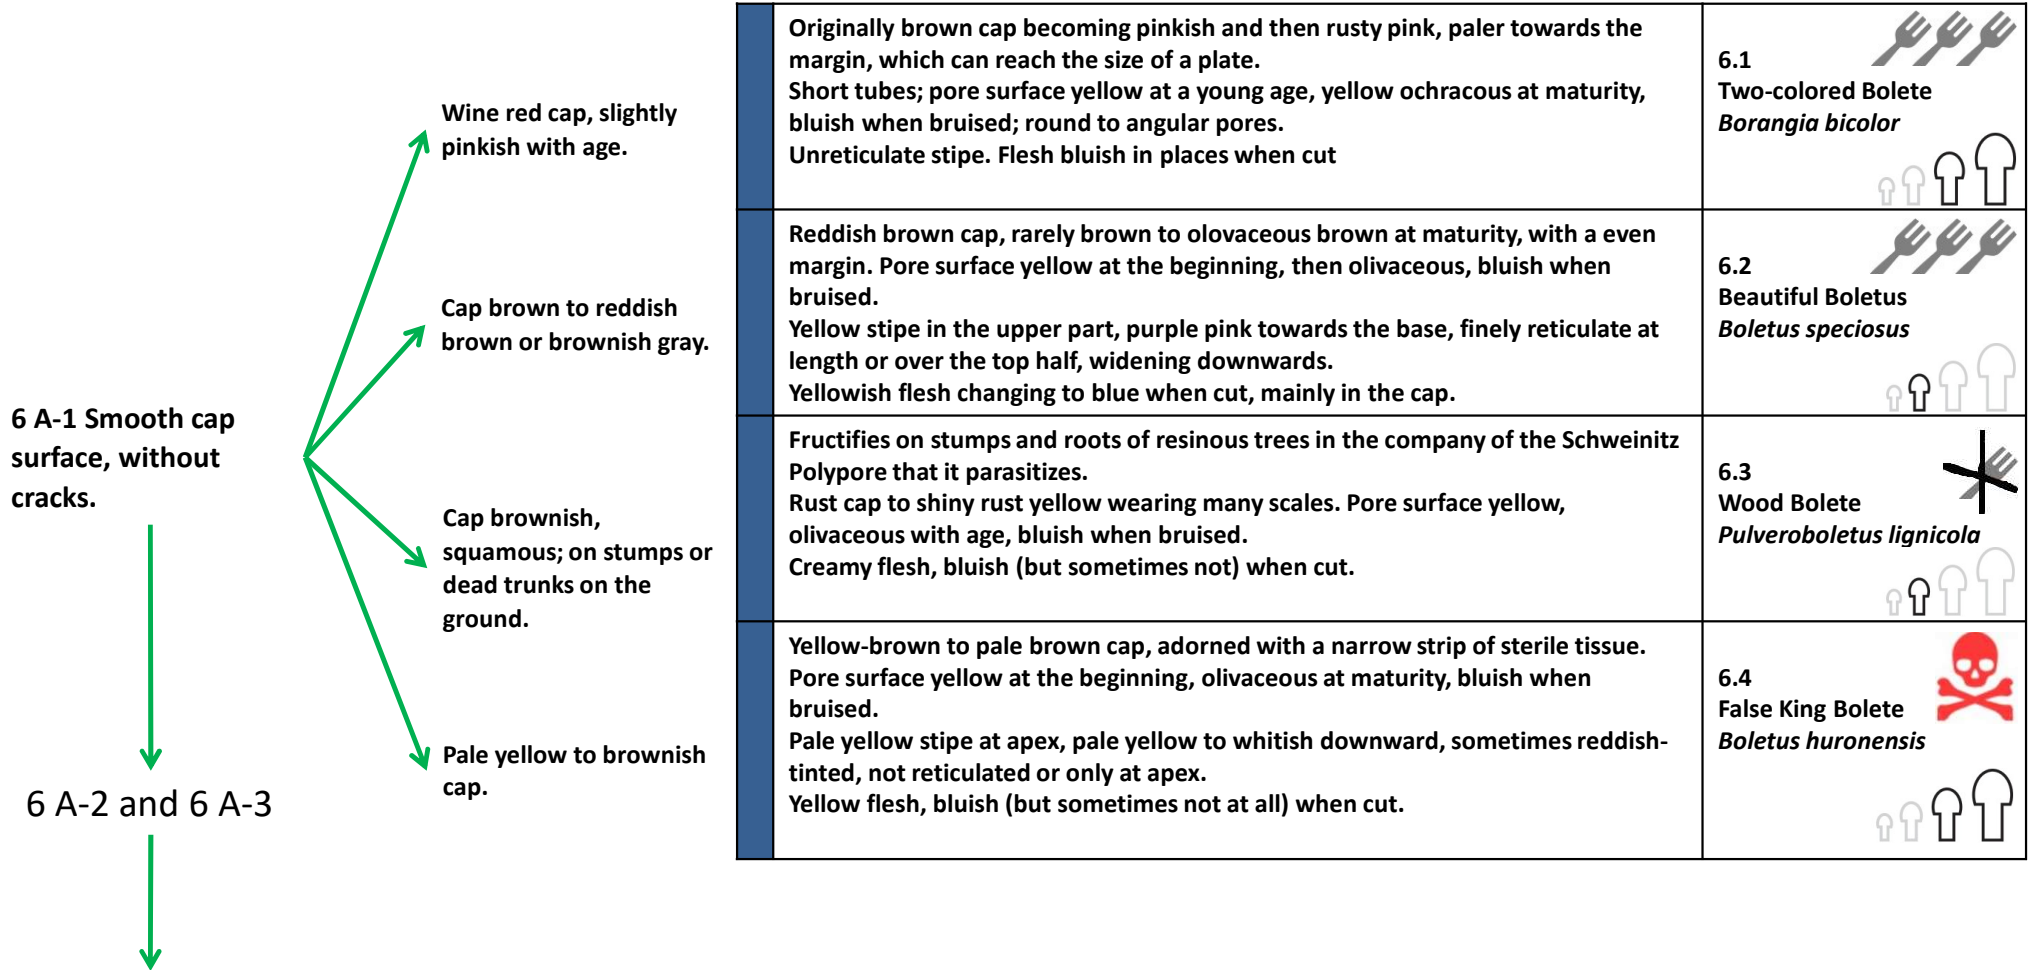 6 A-1 Smooth cap
surface, without
cracks.
6 A-2 and 6 A-3
Wine red cap, slightly
pinkish with age.
Cap brown to reddish
brown or brownish gray.
Cap brownish,
squamous; on stumps or
dead trunks on the
ground.
Pale yellow to brownish
cap.
Originally brown cap becoming pinkish and then rusty pink, paler towards the
margin, which can reach the size of a plate.
Short tubes; pore surface yellow at a young age, yellow ochracous at maturity,
bluish when bruised; round to angular pores.
Unreticulate stipe. Flesh bluish in places when cut
6.1
Two-colored Bolete
Borangia bicolor
Reddish brown cap, rarely brown to olovaceous brown at maturity, with a even
margin. Pore surface yellow at the beginning, then olivaceous, bluish when
bruised.
Yellow stipe in the upper part, purple pink towards the base, finely reticulate at
length or over the top half, widening downwards.
Yellowish flesh changing to blue when cut, mainly in the cap.
6.2
Beautiful Boletus
Boletus speciosus
Fructifies on stumps and roots of resinous trees in the company of the Schweinitz
Polypore that it parasitizes.
Rust cap to shiny rust yellow wearing many scales. Pore surface yellow,
olivaceous with age, bluish when bruised.
Creamy flesh, bluish (but sometimes not) when cut.
6.3
Wood Bolete
Pulveroboletus lignicola
Yellow-brown to pale brown cap, adorned with a narrow strip of sterile tissue.
Pore surface yellow at the beginning, olivaceous at maturity, bluish when
bruised.
Pale yellow stipe at apex, pale yellow to whitish downward, sometimes reddish-
tinted, not reticulated or only at apex.
Yellow flesh, bluish (but sometimes not at all) when cut.
6.4
False King Bolete
Boletus huronensis